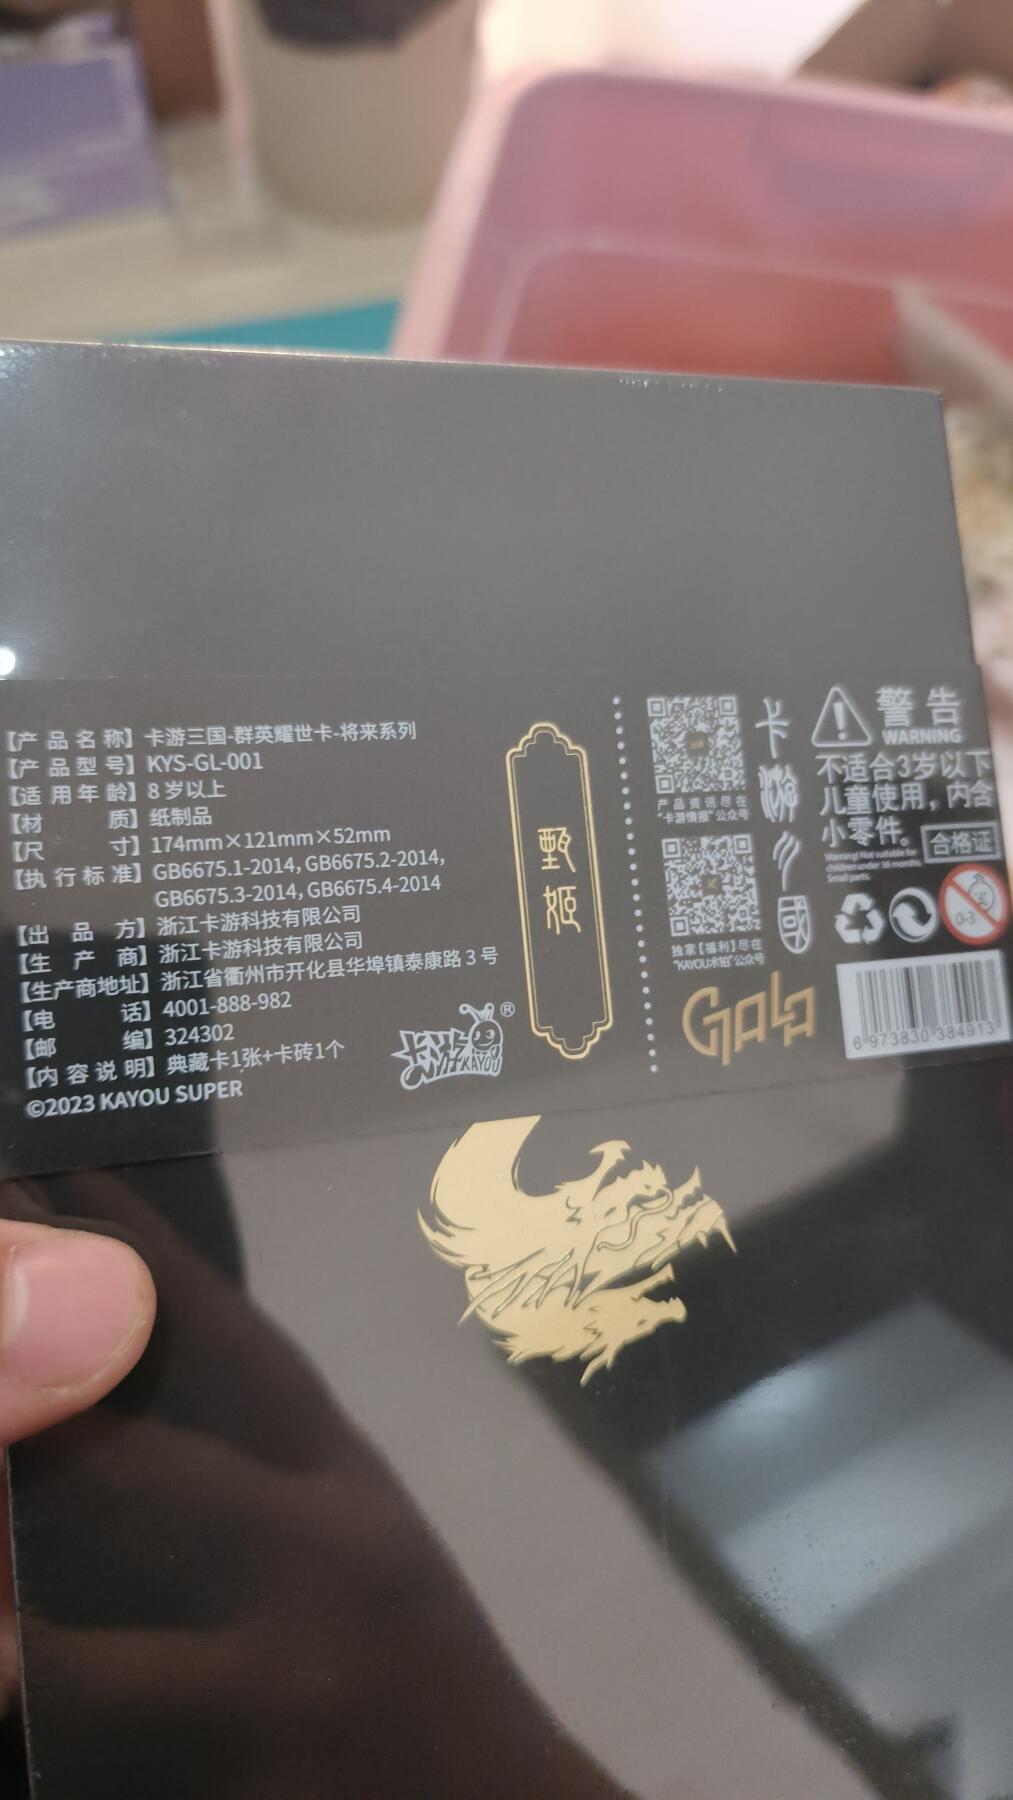 【产品名称】卡游三国-群英耀世卡-将来系列
【产品型号】KYS-GL-001
【适用年龄】8岁以上
【材质】纸制品
【尺寸】174mm×121mm×52mm
【执行标准】GB6675.1-2014, GB6675.2-2014,
GB6675.3-2014, GB6675.4-2014
【出品方】浙江卡游科技有限公司
【生产商】浙江卡游科技有限公司
【生产商地址】浙江省衢州市开化县华埠镇泰康路3号
【电话】4001-888-982
【邮编】324302
【内容说明】典藏卡1张+卡砖1个
©2023 KAYOU SUPER
卡游
KAYOU
®
甄姬
产品资讯尽在
“卡游情报”公众号
独家【福利】尽在
“KAYOU术铂”公众号
卡游三國
GALA
警告
WARNING
不适合3岁以下
儿童使用，内含
小零件。
Warning! Not suitable for
children under 36 months.
Small parts.
合格证
0-3
6 973830 384913